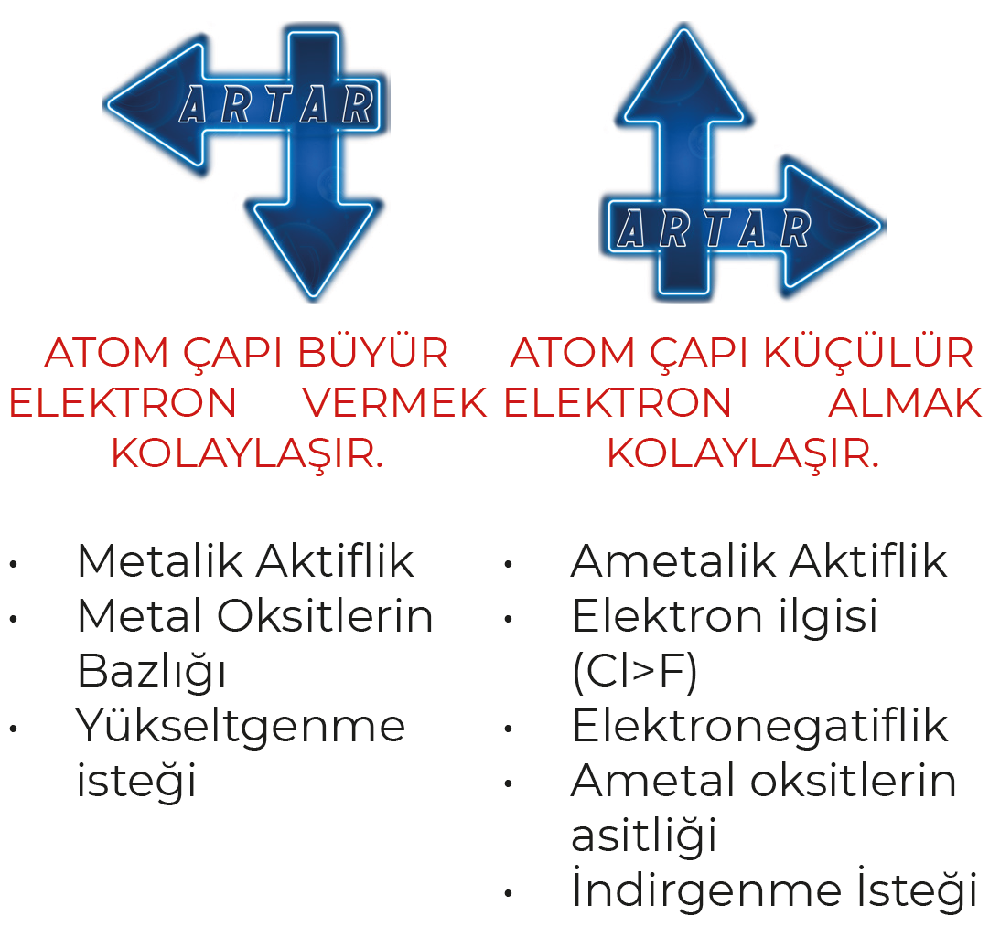 ARTAR
ATOM ÇAPI BÜYÜR
ELEKTRON VERMEK
KOLAYLAŞIR.
• Metalik Aktiflik
• Metal Oksitlerin
Bazlığı
• Yükseltgenme
isteği
ARTAR
ATOM ÇAPI KÜÇÜLÜR
ELEKTRON ALMAK
KOLAYLAŞIR.
• Ametalik Aktiflik
• Elektron ilgisi
(Cl>F)
• Elektronegatiflik
• Ametal oksitlerin
asitliği
• İndirgenme İsteği